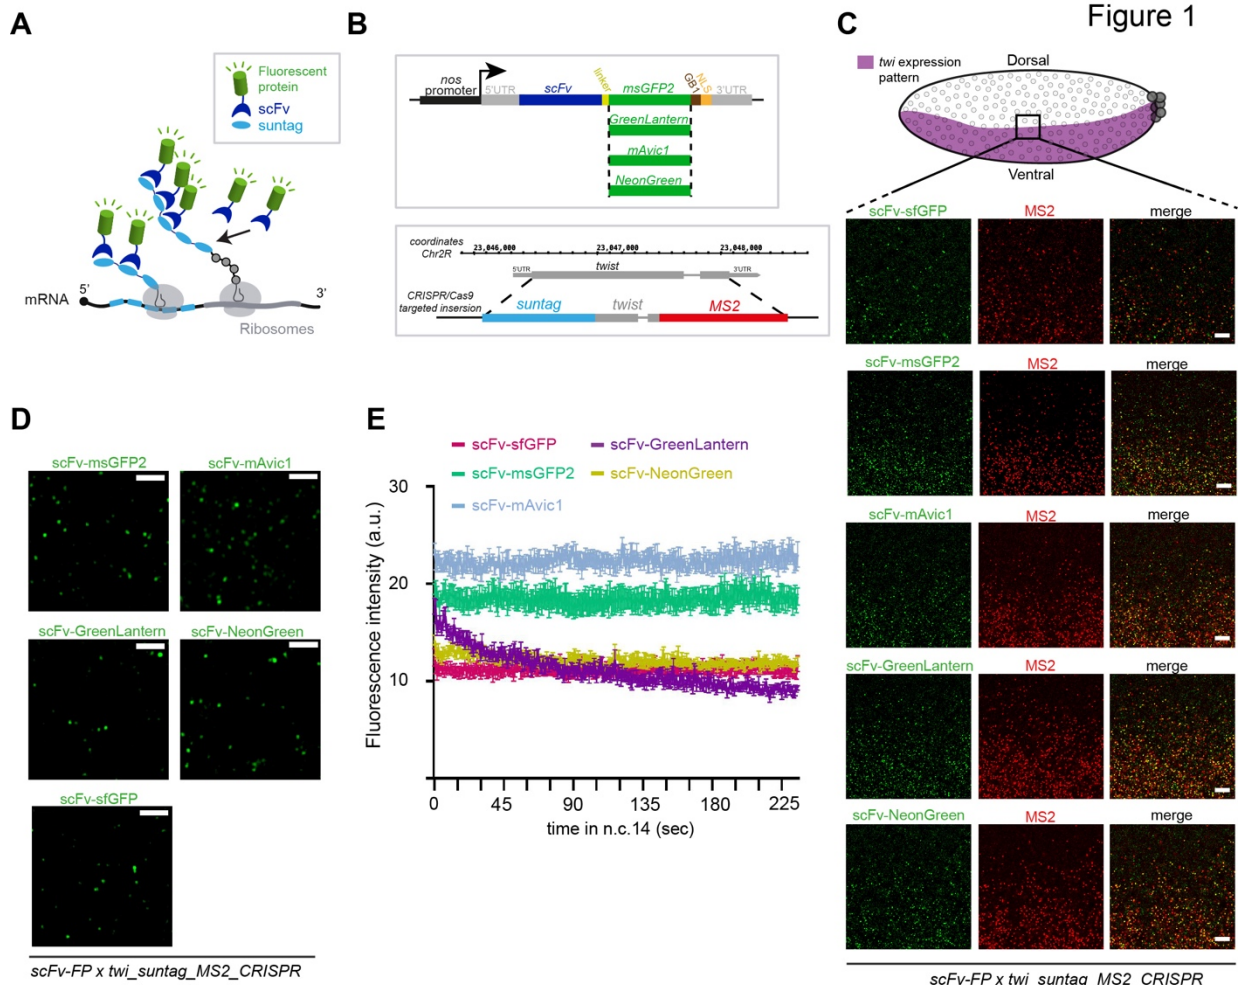 Figure 1
A
Fluorescent
protein
scFv
suntag
mRNA
5'
3'
Ribosomes
B
nos
promoter
5'UTR
scFv
linker
msGFP2
GB1
NLS
3'UTR
GreenLantern
mAvic1
NeonGreen
coordinates
Chr2R
23,046,000
23,047,000
23,048,000
5'UTR
twist
3'UTR
CRISPR/Cas9
targeted insersion
suntag
twist
MS2
C
twi expression
pattern
Dorsal
Ventral
scFv-sfGFP
MS2
merge
scFv-msGFP2
MS2
merge
scFv-mAvic1
MS2
merge
scFv-GreenLantern
MS2
merge
scFv-NeonGreen
MS2
merge
scFv-FP x twi_suntag_MS2_CRISPR
D
scFv-msGFP2
scFv-mAvic1
scFv-GreenLantern
scFv-NeonGreen
scFv-sfGFP
scFv-FP x twi_suntag_MS2_CRISPR
E
scFv-sfGFP
scFv-GreenLantern
scFv-msGFP2
scFv-NeonGreen
scFv-mAvic1
Fluorescence intensity (a.u.)
30
20
10
0
45
90
135
180
225
time in n.c.14 (sec)